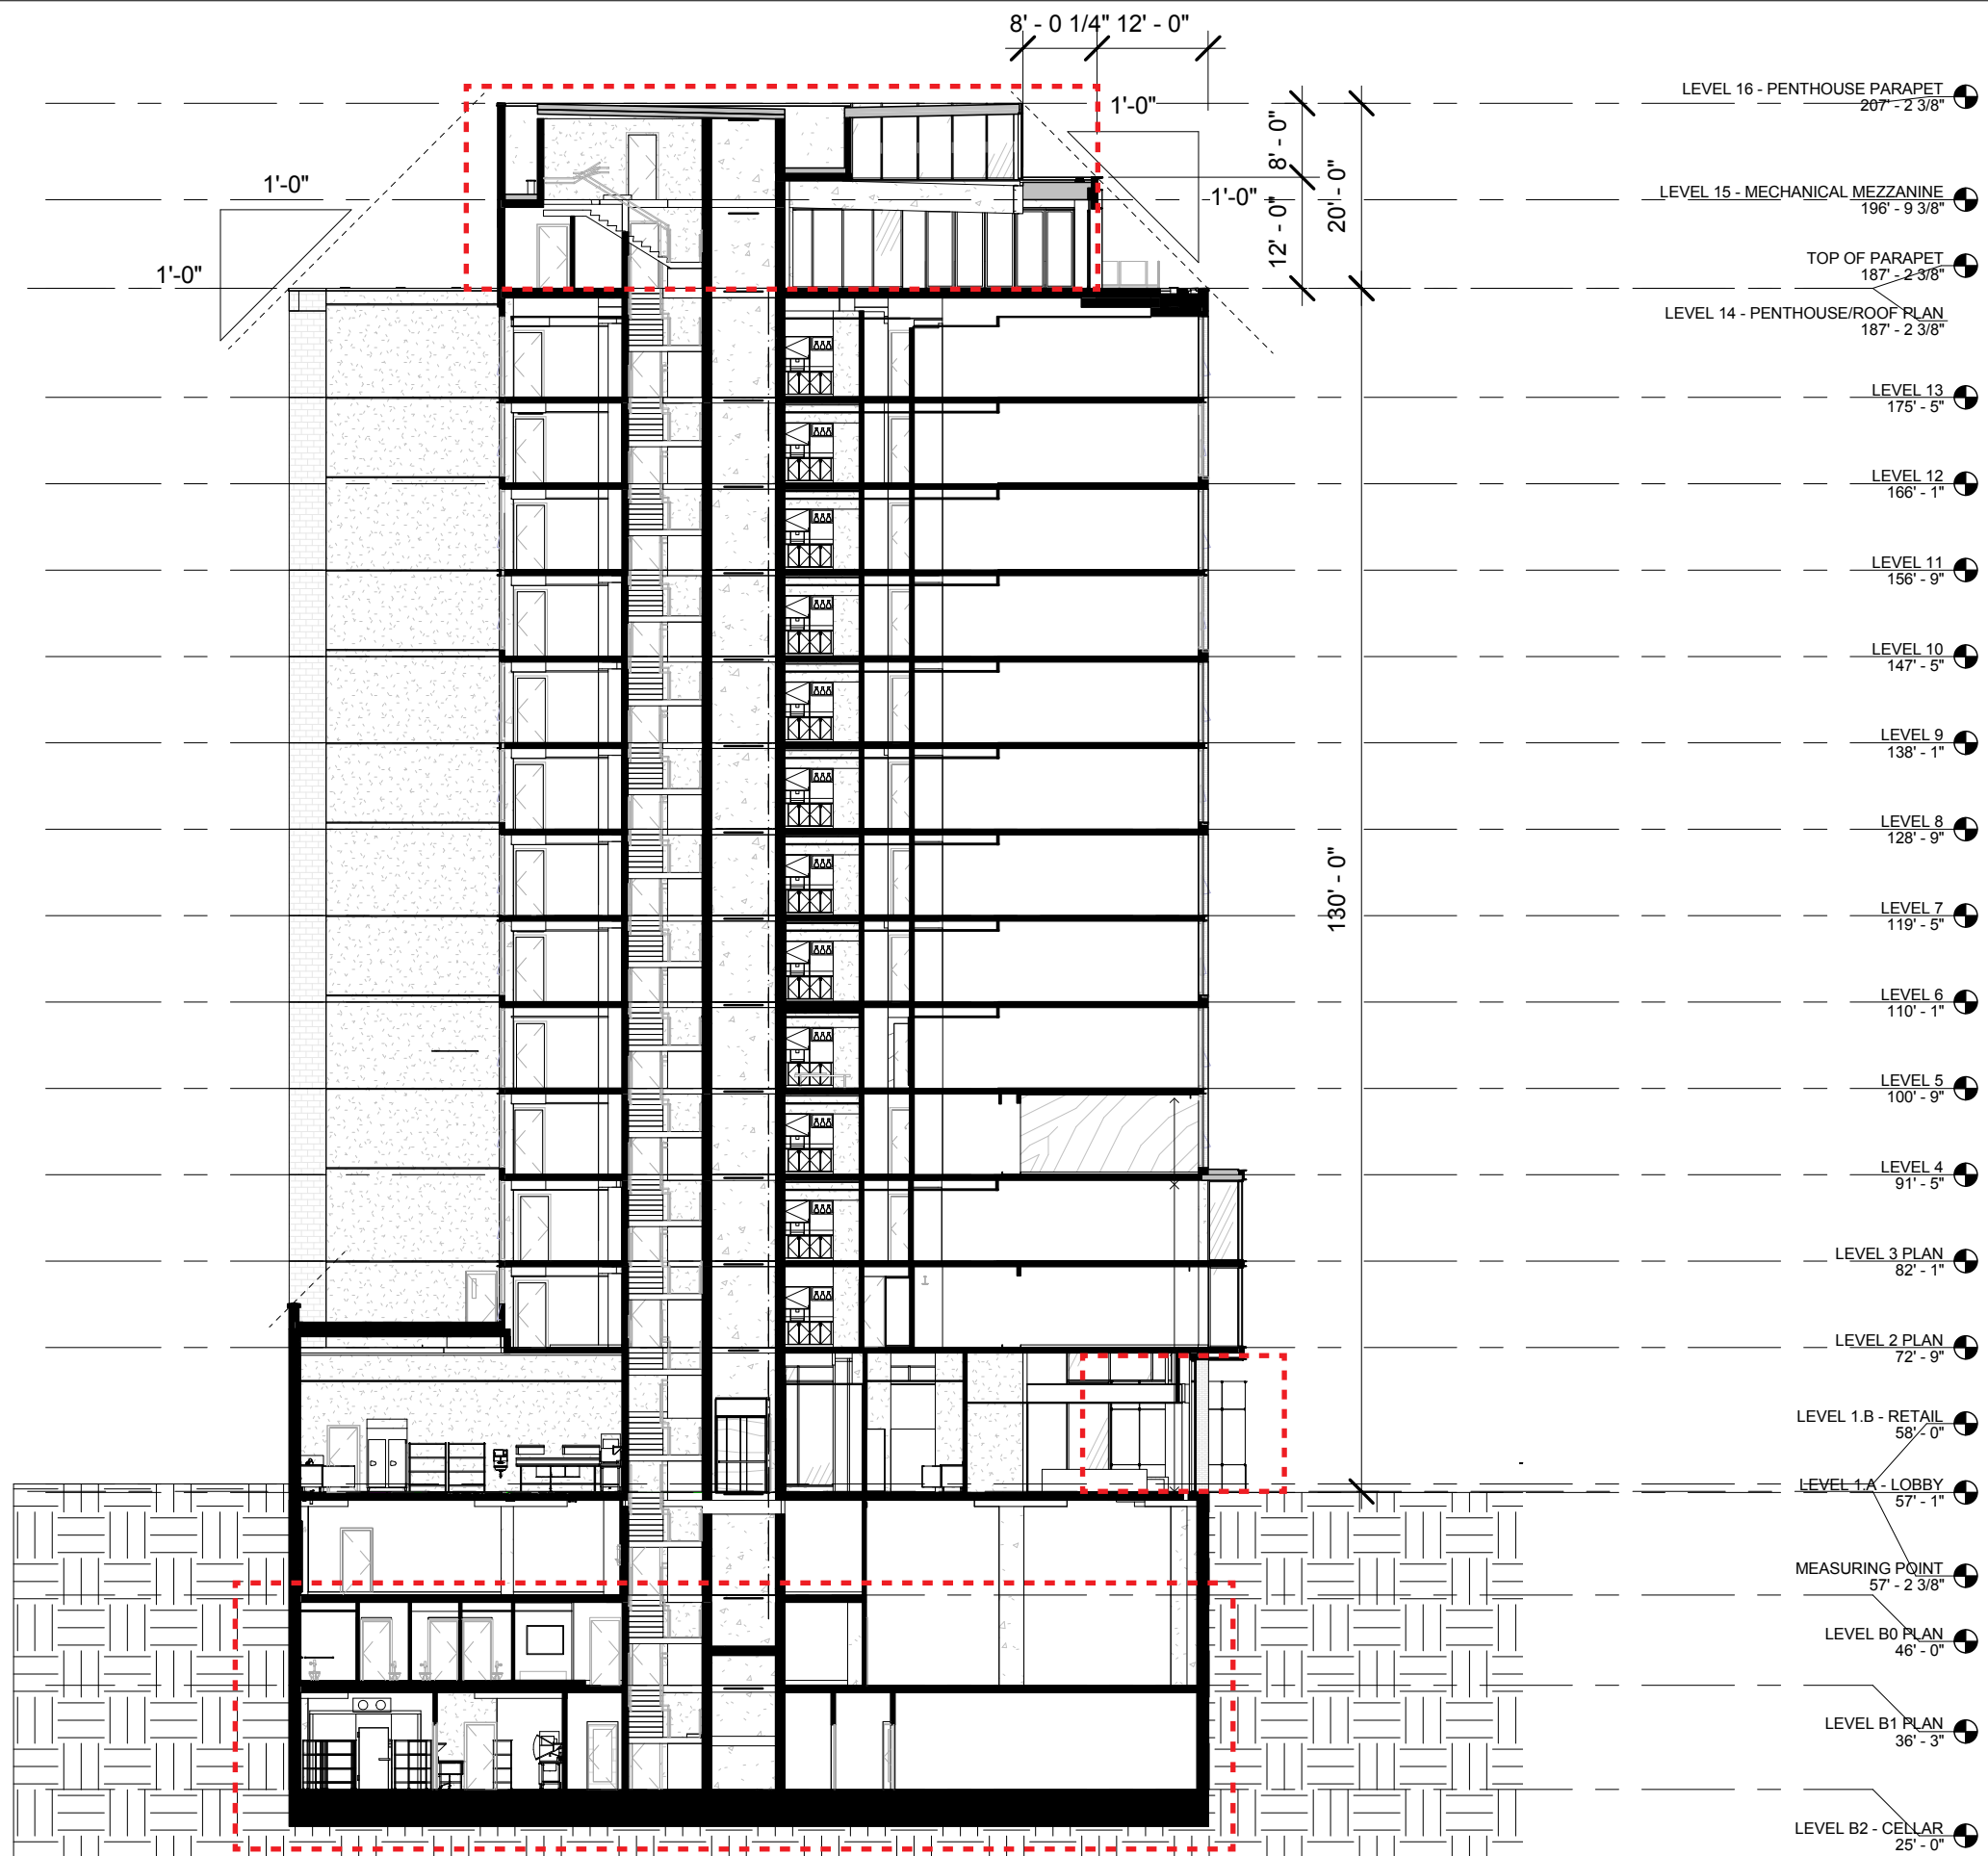 8' - 0 1/4" 12' - 0"
LEVEL 16 - PENTHOUSE PARAPET
207' - 2 3/8"
1'-0"
8' - 0"
20' - 0"
1'-0"
LEVEL 15 - MECHANICAL MEZZANINE
196' - 9 3/8"
1'-0"
12' - 0"
1'-0"
TOP OF PARAPET
187' - 2 3/8"
LEVEL 14 - PENTHOUSE/ROOF PLAN
187' - 2 3/8"
LEVEL 13
175' - 5"
LEVEL 12
166' - 1"
LEVEL 11
156' - 9"
LEVEL 10
147' - 5"
LEVEL 9
138' - 1"
LEVEL 8
128' - 9"
130' - 0"
LEVEL 7
119' - 5"
LEVEL 6
110' - 1"
LEVEL 5
100' - 9"
LEVEL 4
91' - 5"
LEVEL 3 PLAN
82' - 1"
LEVEL 2 PLAN
72' - 9"
LEVEL 1.B - RETAIL
58' - 0"
LEVEL 1.A - LOBBY
57' - 1"
MEASURING POINT
57' - 2 3/8"
LEVEL B0 PLAN
46' - 0"
LEVEL B1 PLAN
36' - 3"
LEVEL B2 - CELLAR
25' - 0"